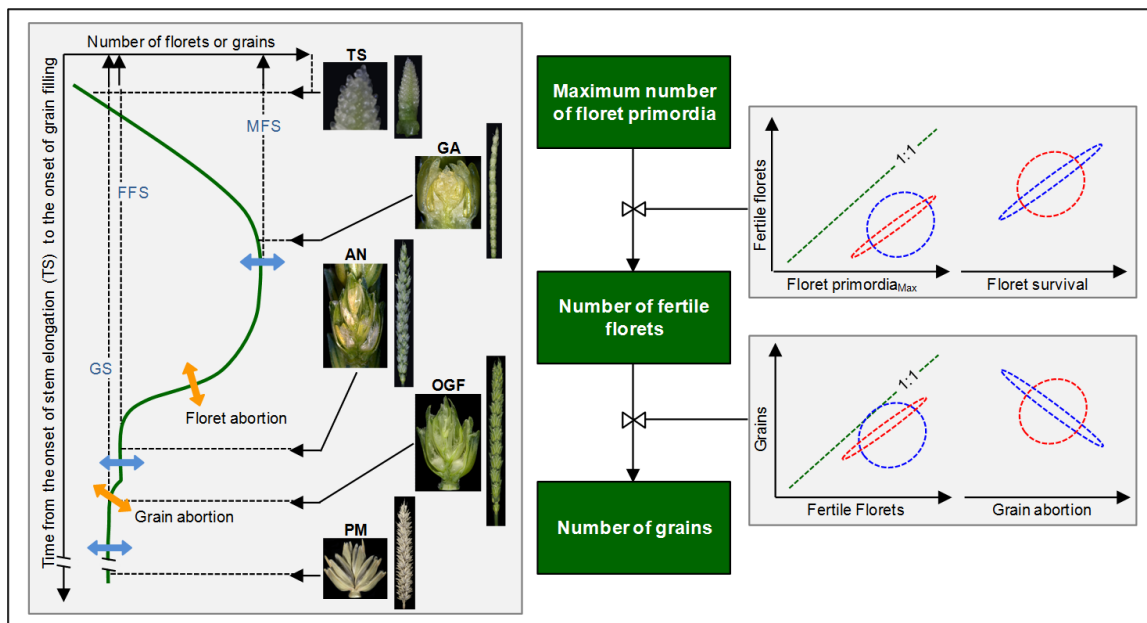 Number of florets or grains
Time from the onset of stem elongation (TS) to the onset of grain filling
TS
MFS
GA
FFS
AN
GS
Floret abortion
OGF
Grain abortion
PM
Maximum number
of floret primordia
Number of fertile
florets
Number of grains
Fertile florets
1:1
Floret primordiaMax
Floret survival
Grains
1:1
Fertile Florets
Grain abortion